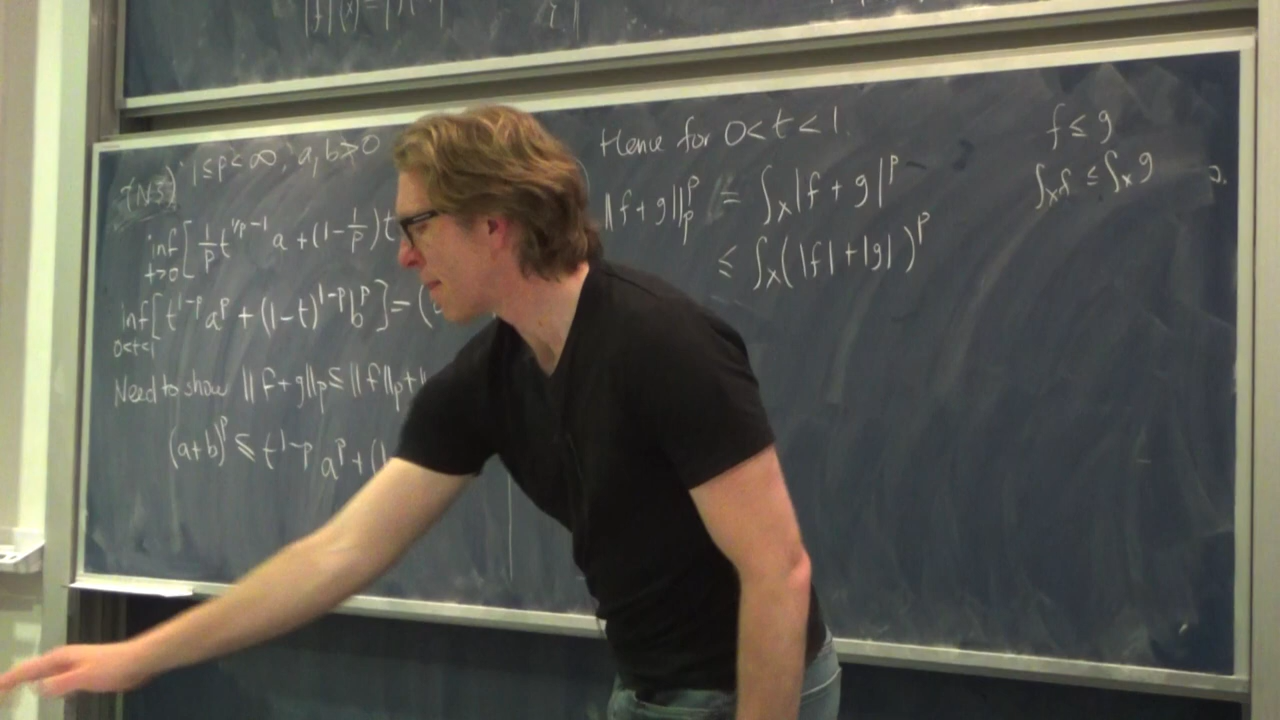 |f|(x) =
(N3) 1 ≤ p < ∞, a, b ≥ 0
inf [ 1/p t^{1/p-1} a + (1 - 1/p) t
t>0
inf [ t^{1-p} a^p + (1-t)^{1-p} b^p ] = (
0<t<1
Need to show ‖f+g‖_p ≤ ‖f‖_p + ‖
(a+b)^p ≤ t^{1-p} a^p + (1
Hence for 0<t<1.
‖f+g‖_p^p = ∫_X |f+g|^p
≤ ∫_X (|f|+|g|)^p
f ≤ g
∫_X f ≤ ∫_X g